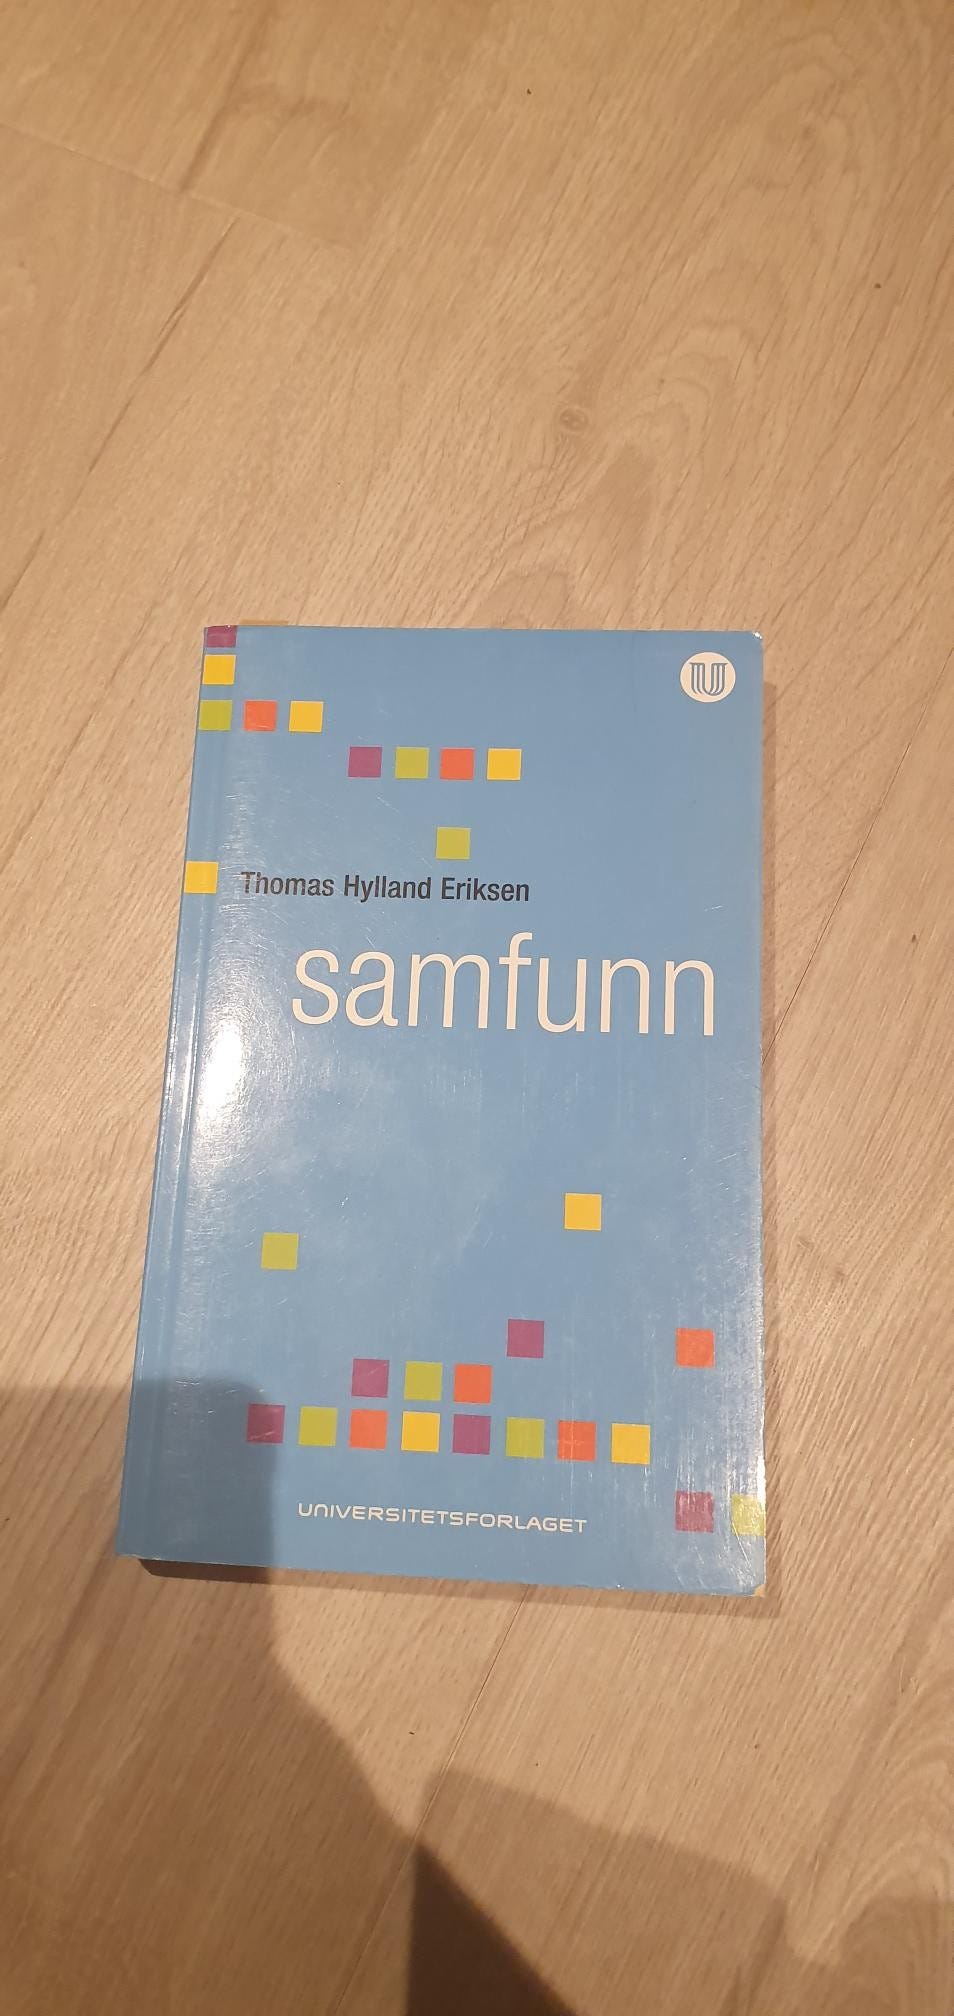 Thomas Hylland Eriksen
samfunn
UNIVERSITETSFORLAGET